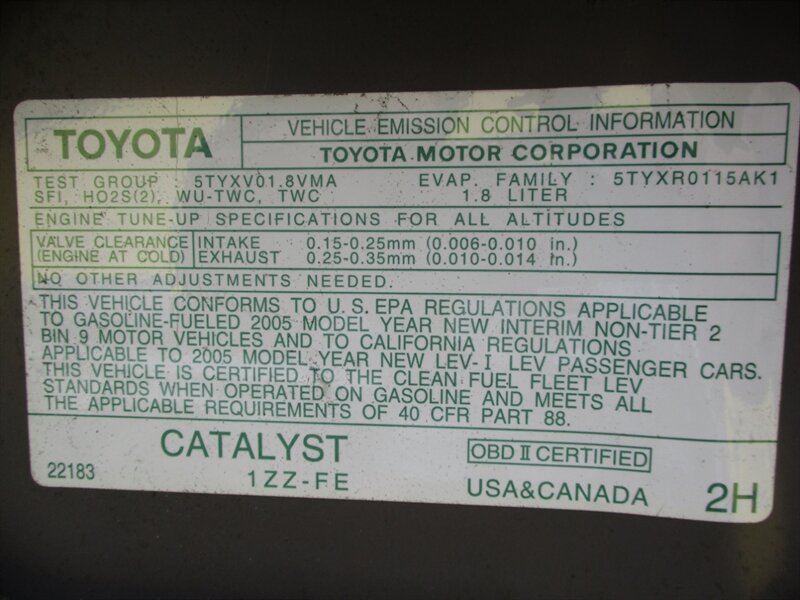 TOYOTA
VEHICLE EMISSION CONTROL INFORMATION
TOYOTA MOTOR CORPORATION
TEST GROUP : 5TYXV01.8VMA EVAP. FAMILY : 5TYXR0115AK1
SFI, HO2S(2), WU-TWC, TWC 1.8 LITER
ENGINE TUNE-UP SPECIFICATIONS FOR ALL ALTITUDES
VALVE CLEARANCE INTAKE 0.15-0.25mm (0.006-0.010 in.)
(ENGINE AT COLD) EXHAUST 0.25-0.35mm (0.010-0.014 in.)
NO OTHER ADJUSTMENTS NEEDED.
THIS VEHICLE CONFORMS TO U.S.EPA REGULATIONS APPLICABLE
TO GASOLINE-FUELED 2005 MODEL YEAR NEW INTERIM NON-TIER 2
BIN 9 MOTOR VEHICLES AND TO CALIFORNIA REGULATIONS
APPLICABLE TO 2005 MODEL YEAR NEW LEV-I LEV PASSENGER CARS.
THIS VEHICLE IS CERTIFIED TO THE CLEAN FUEL FLEET LEV
STANDARDS WHEN OPERATED ON GASOLINE AND MEETS ALL
THE APPLICABLE REQUIREMENTS OF 40 CFR PART 88.
CATALYST OBD II CERTIFIED
22183 1ZZ-FE USA&CANADA 2H